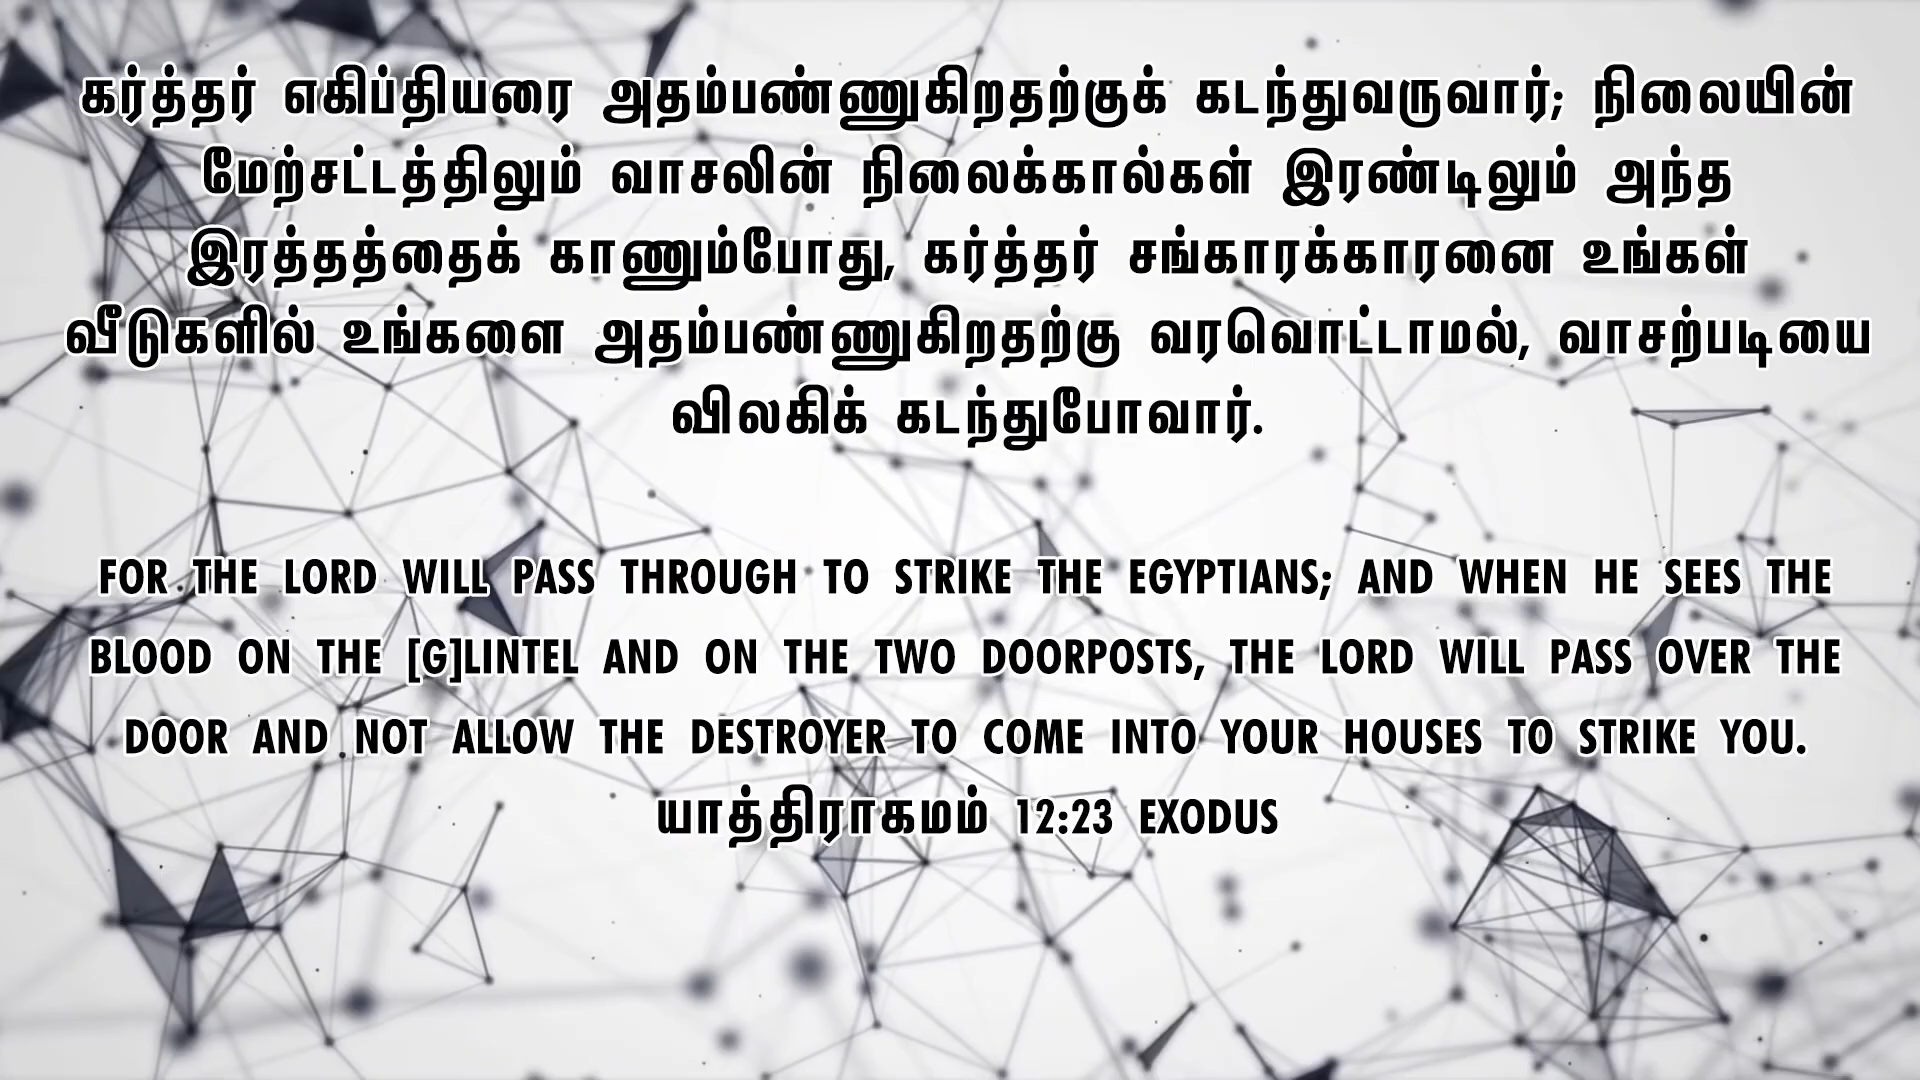 கர்த்தர் எகிப்தியரை அதம்பண்ணுகிறதற்குக் கடந்துவருவார்; நிலையின்
மேற்சட்டத்திலும் வாசலின் நிலைக்கால்கள் இரண்டிலும் அந்த
இரத்தத்தைக் காணும்போது, கர்த்தர் சங்காரக்காரனை உங்கள்
வீடுகளில் உங்களை அதம்பண்ணுகிறதற்கு வரவொட்டாமல், வாசற்படியை
விலகிக் கடந்துபோவார்.
FOR THE LORD WILL PASS THROUGH TO STRIKE THE EGYPTIANS; AND WHEN HE SEES THE
BLOOD ON THE [G]LINTEL AND ON THE TWO DOORPOSTS, THE LORD WILL PASS OVER THE
DOOR AND NOT ALLOW THE DESTROYER TO COME INTO YOUR HOUSES TO STRIKE YOU.
யாத்திராகமம் 12:23 EXODUS